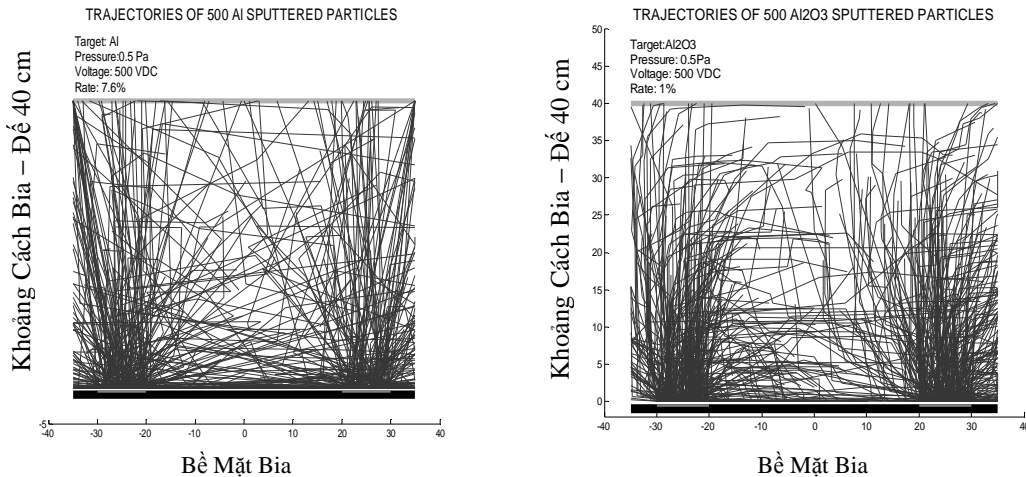 TRAJECTORIES OF 500 Al SPUTTERED PARTICLES
Target: Al
Pressure:0.5 Pa
Voltage: 500 VDC
Rate: 7.6%
Khoảng Cách Bia – Đế 40 cm
-5
-40 -30 -20 -10 0 10 20 30 40
Bề Mặt Bia
TRAJECTORIES OF 500 Al2O3 SPUTTERED PARTICLES
Target:Al2O3
Pressure: 0.5Pa
Voltage: 500 VDC
Rate: 1%
Khoảng Cách Bia – Đế 40 cm
50
45
40
35
30
25
20
15
10
5
0
-40 -30 -20 -10 0 10 20 30 40
Bề Mặt Bia